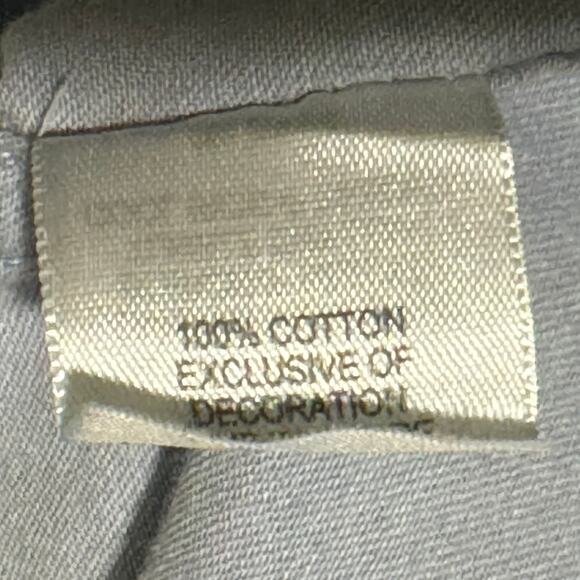 100% COTTON
EXCLUSIVE OF
DECORATION